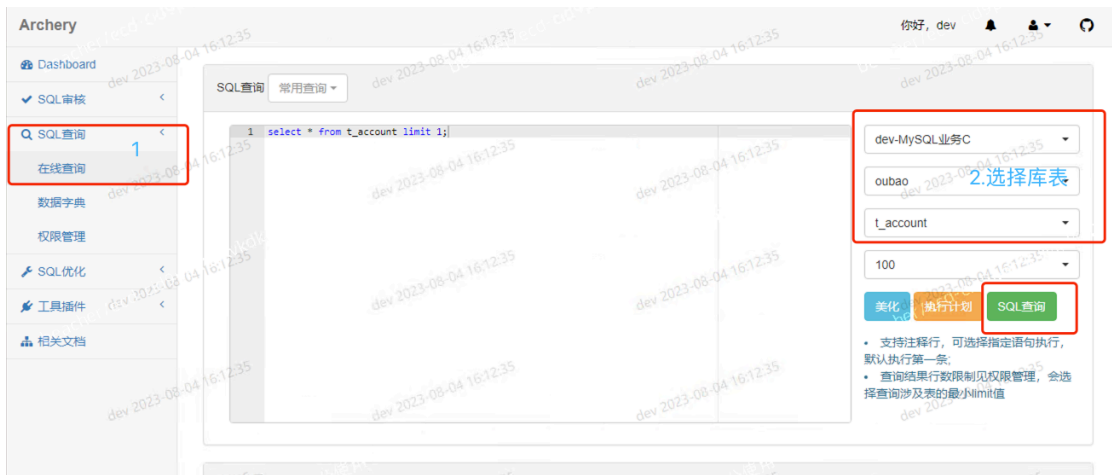 Archery
你好, dev
Dashboard
SQL审核
SQL查询
1
在线查询
数据字典
权限管理
SQL优化
工具插件
相关文档
SQL查询 常用查询
1 select * from t_account limit 1;
dev-MySQL业务C
oubao
2.选择库表
t_account
100
美化 执行计划 SQL查询
• 支持注释行，可选择指定语句执行，
默认执行第一条;
• 查询结果行数限制见权限管理，会选
择查询涉及表的最小limit值
dev 2023-08-04 16:12:35